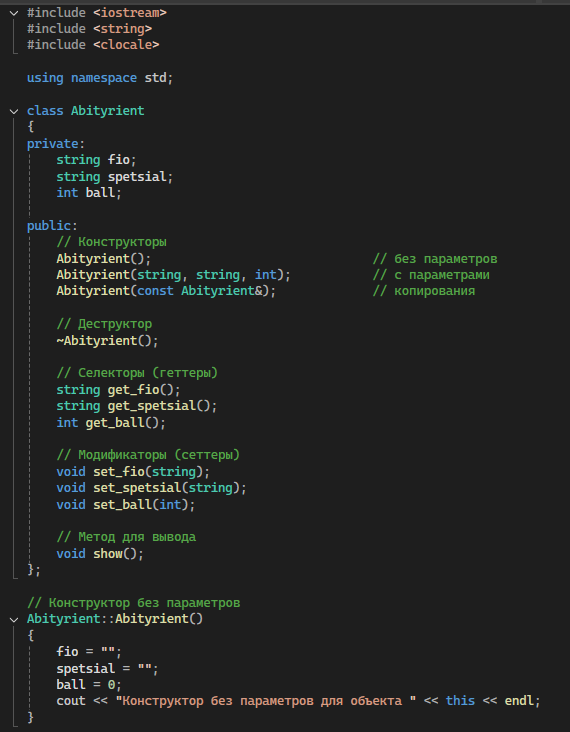 #include <iostream>
#include <string>
#include <clocale>
using namespace std;
class Abityrient
{
private:
    string fio;
    string spetsial;
    int ball;
public:
    // Конструкторы
    Abityrient();                              // без параметров
    Abityrient(string, string, int);           // с параметрами
    Abityrient(const Abityrient&);             // копирования
    // Деструктор
    ~Abityrient();
    // Селекторы (геттеры)
    string get_fio();
    string get_spetsial();
    int get_ball();
    // Модификаторы (сеттеры)
    void set_fio(string);
    void set_spetsial(string);
    void set_ball(int);
    // Метод для вывода
    void show();
};
// Конструктор без параметров
Abityrient::Abityrient()
{
    fio = "";
    spetsial = "";
    ball = 0;
    cout << "Конструктор без параметров для объекта " << this << endl;
}